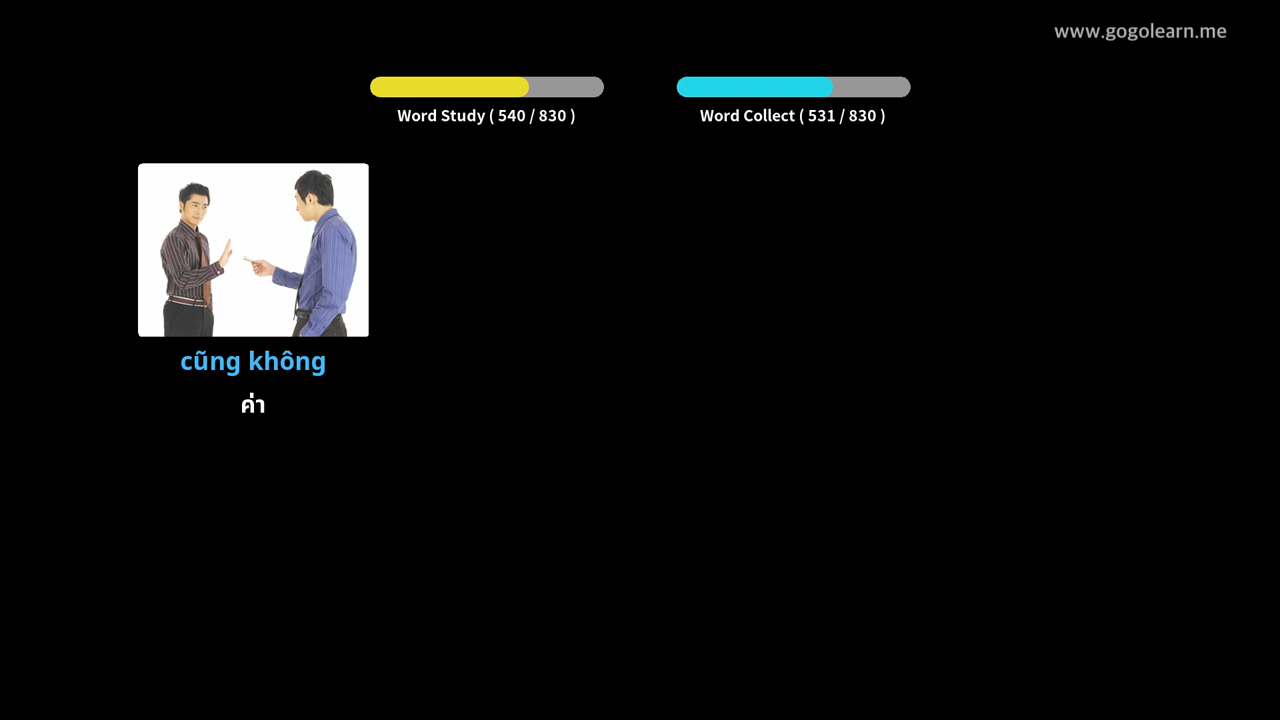 www.gogolearn.me
Word Study ( 540 / 830 )
Word Collect ( 531 / 830 )
cũng không
ค่า